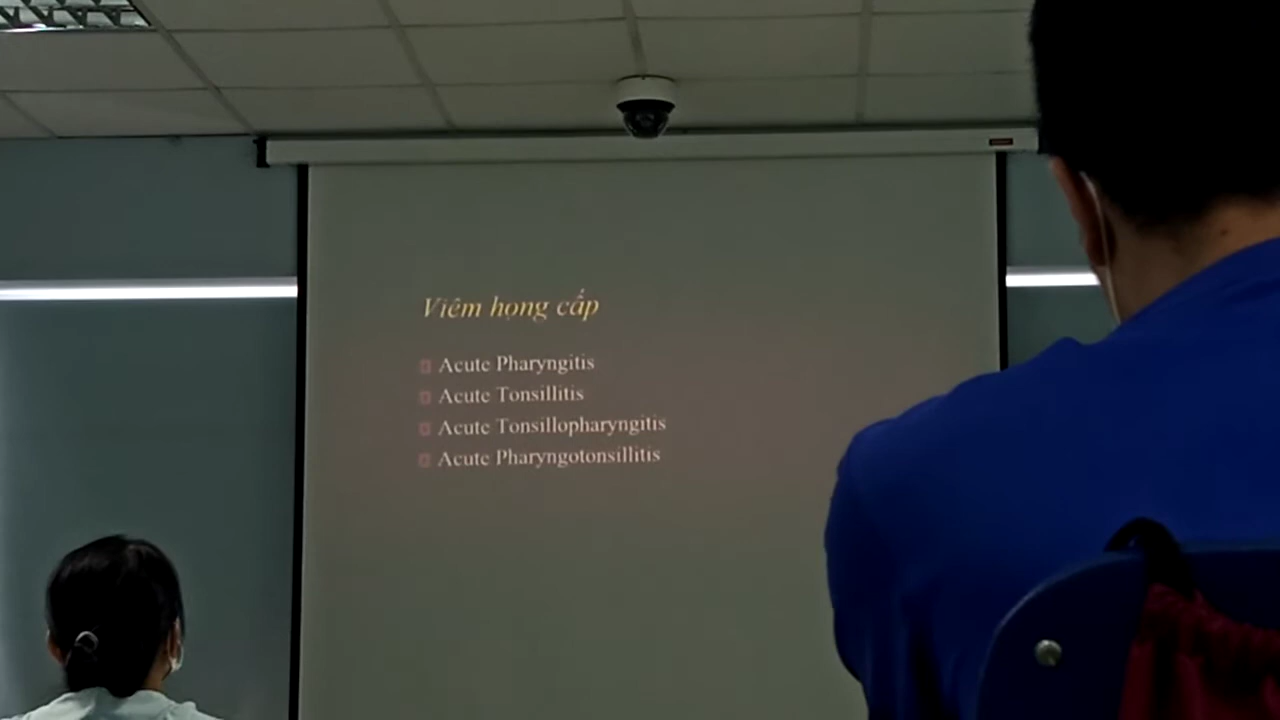 Viêm họng cấp
Acute Pharyngitis
Acute Tonsillitis
Acute Tonsillopharyngitis
Acute Pharyngotonsillitis